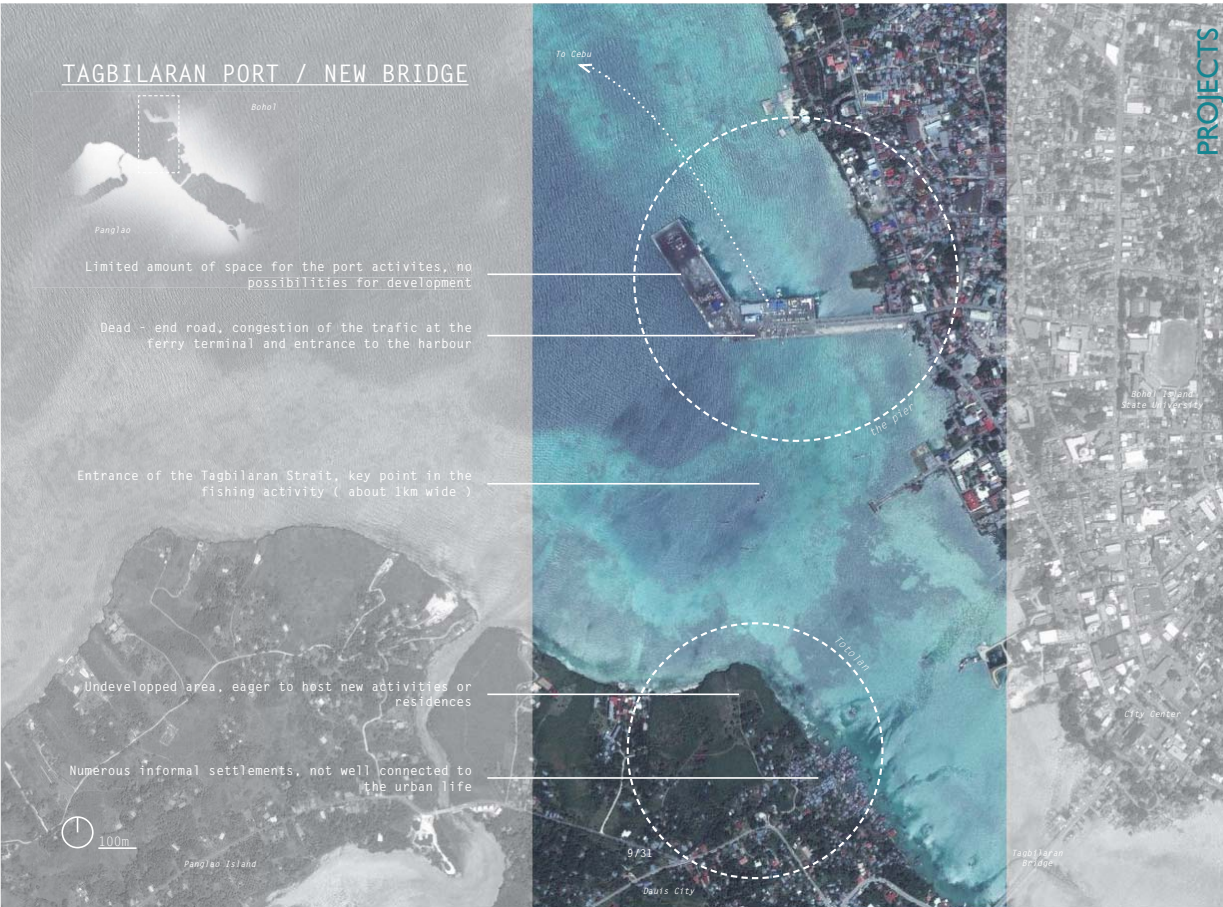 PROJECTS
To Cebu
TAGBILARAN PORT / NEW BRIDGE
Bohol
Panglao
Limited amount of space for the port activites, no
possibilities for development
Dead - end road, congestion of the trafic at the
ferry terminal and entrance to the harbour
Bohol Island
State University
the pier
Entrance of the Tagbilaran Strait, key point in the
fishing activity ( about 1km wide )
Totolan
Undevelopped area, eager to host new activities or
residences
City Center
Numerous informal settlements, not well connected to
the urban life
100m
Panglao Island
9/31
Tagbilaran
Bridge
Dauis City